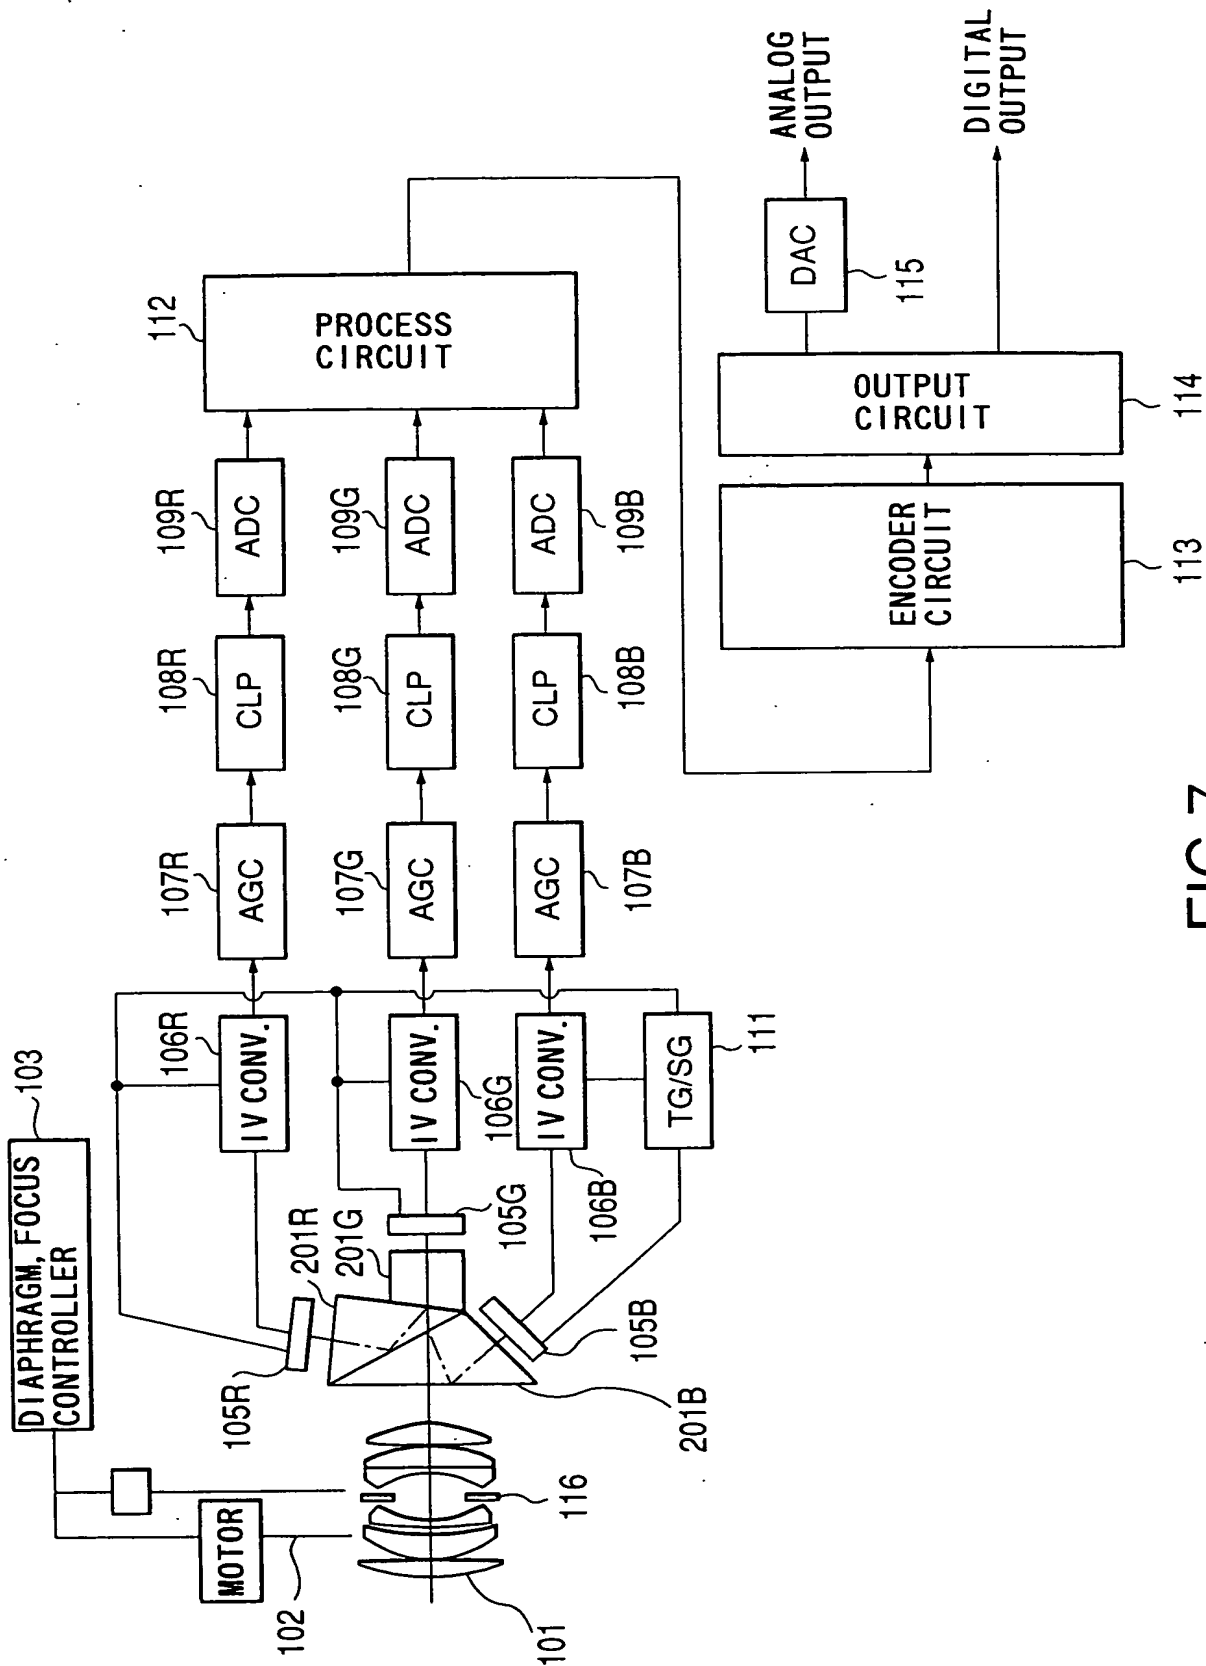 DIAPHRAGM, FOCUS
CONTROLLER
103
MOTOR
102
101
116
105R
201R
201G
105G
105B
201B
106R
IV CONV.
IV CONV.
106G
IV CONV.
106B
TG/SG
111
107R
AGC
107G
AGC
AGC
107B
108R
CLP
108G
CLP
CLP
108B
109R
ADC
109G
ADC
ADC
109B
112
PROCESS
CIRCUIT
ENCODER
CIRCUIT
113
OUTPUT
CIRCUIT
114
DAC
115
ANALOG
OUTPUT
DIGITAL
OUTPUT
FIG.7